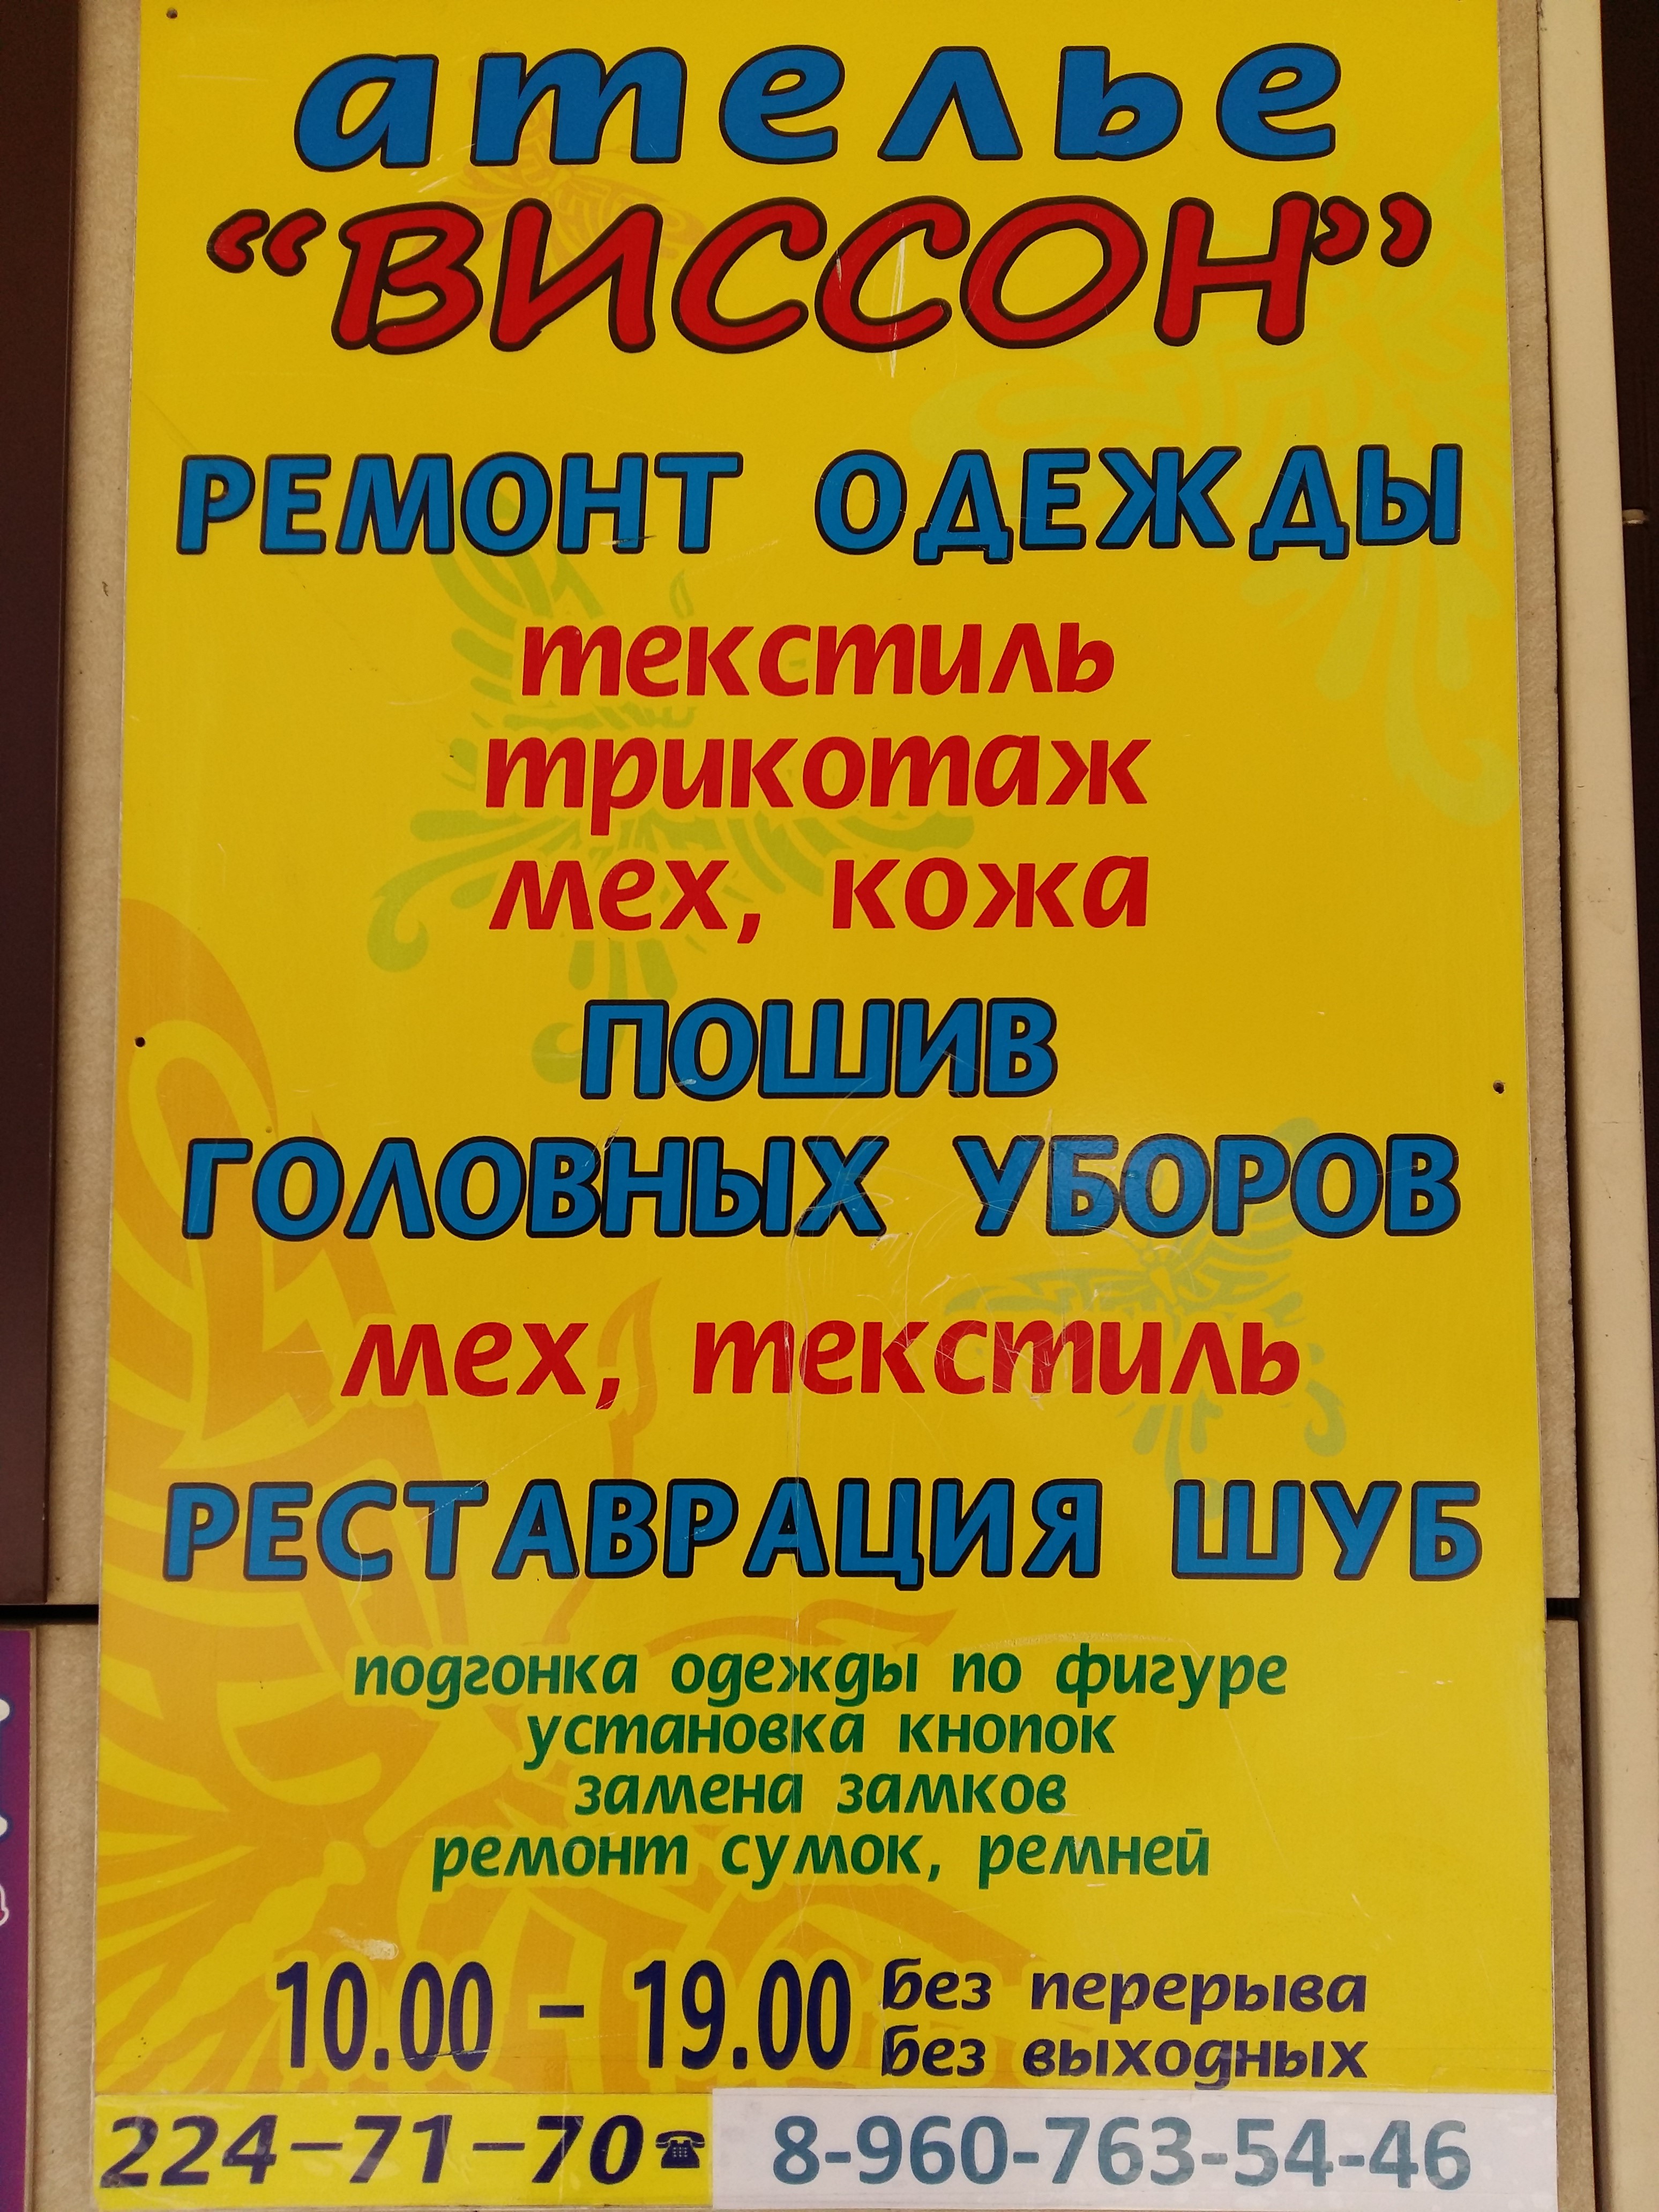 ателье
“ВИССОН”
РЕМОНТ ОДЕЖДЫ
текстиль
трикотаж
мех, кожа
ПОШИВ
ГОЛОВНЫХ УБОРОВ
мех, текстиль
РЕСТАВРАЦИЯ ШУБ
подгонка одежды по фигуре
установка кнопок
замена замков
ремонт сумок, ремней
10.00 – 19.00 без перерыва
без выходных
224-71-70☎ 8-960-763-54-46